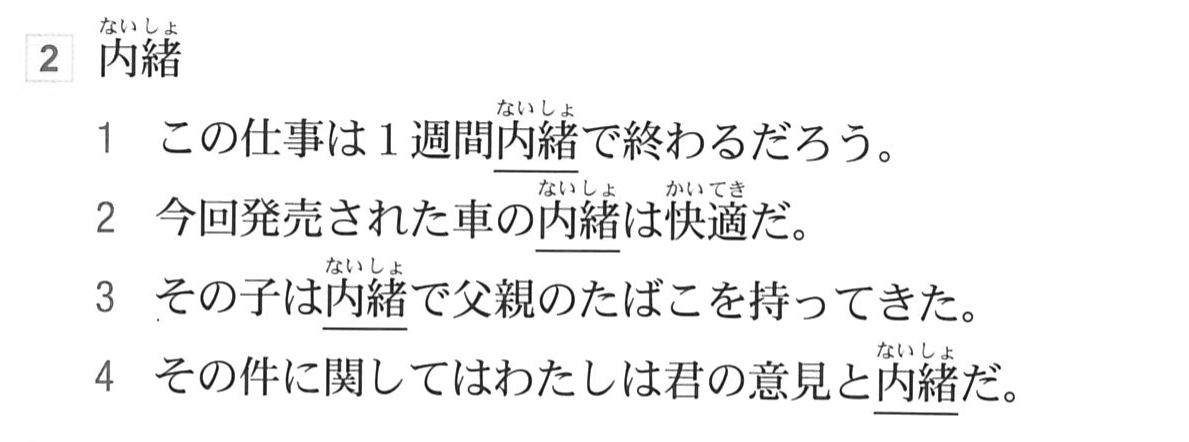 ないしょ
2 内緒
ないしょ
1 この仕事は1週間内緒で終わるだろう。
ないしょ かいてき
2 今回発売された車の内緒は快適だ。
ないしょ
3 その子は内緒で父親のたばこを持ってきた。
ないしょ
4 その件に関してはわたしは君の意見と内緒だ。